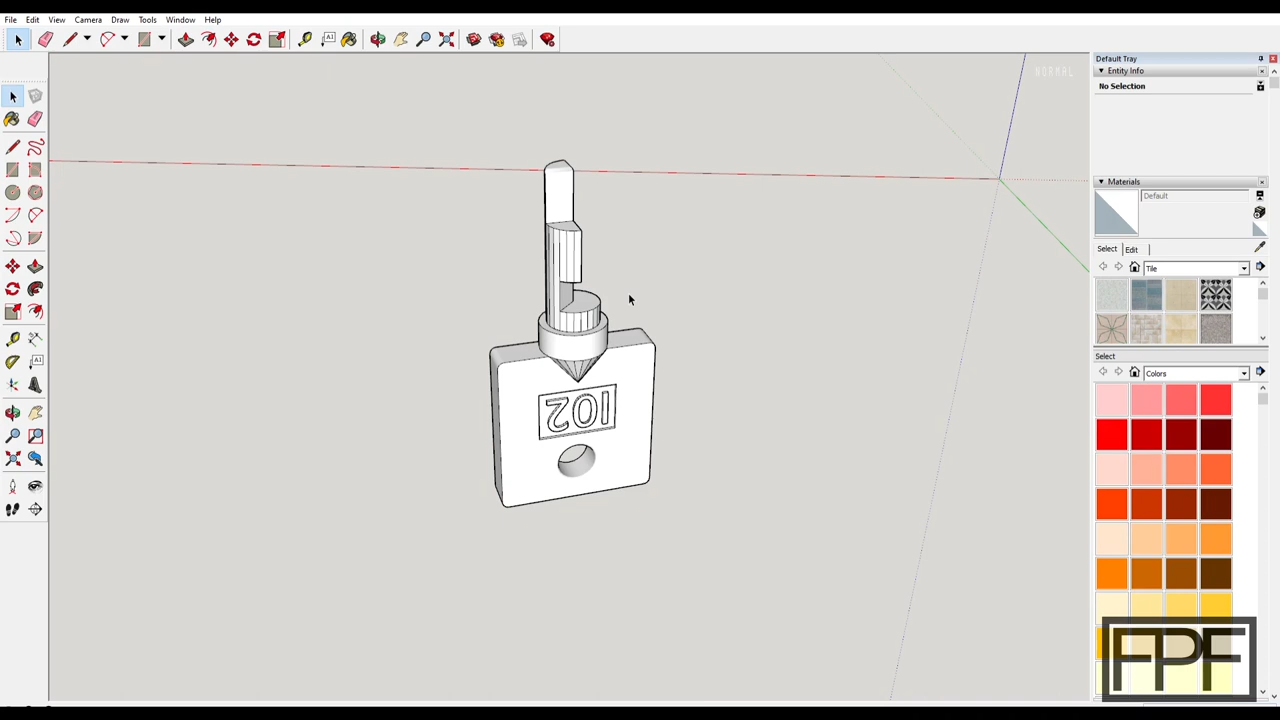 File Edit View Camera Draw Tools Window Help
Default Tray
Entity Info
No Selection
NORMAL
Materials
Default
Select Edit
Tile
Select
Colors
102
FPF